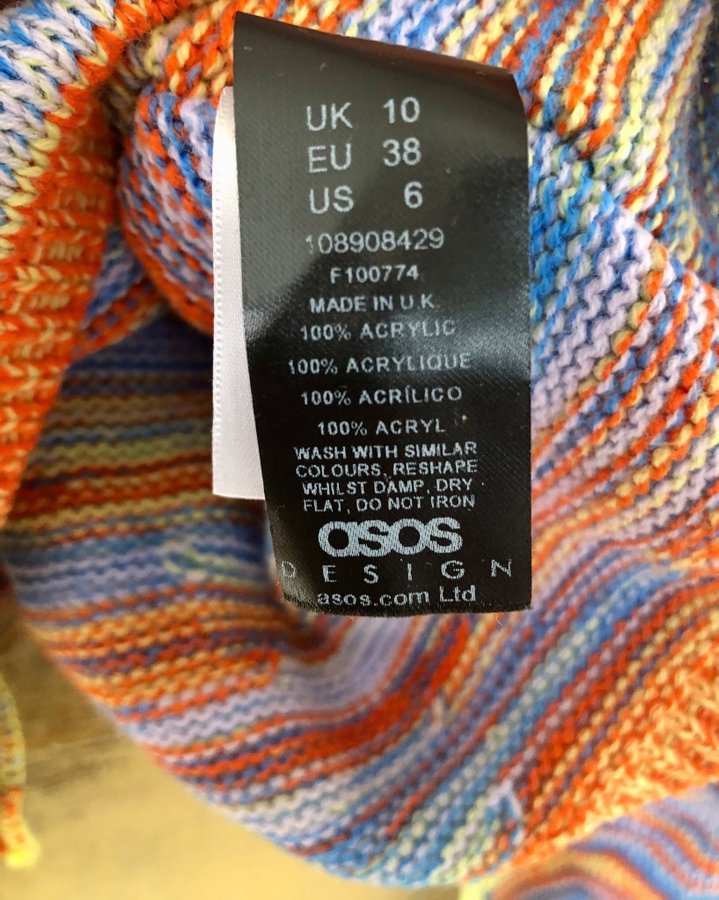 UK 10
EU 38
US 6
108908429
F100774
MADE IN U.K.
100% ACRYLIC
100% ACRYLIQUE
100% ACRÍLICO
100% ACRYL
WASH WITH SIMILAR
COLOURS, RESHARE
WHILST DAMP, DRY
FLAT, DO NOT IRON
asos
DESIGN
asos.com Ltd